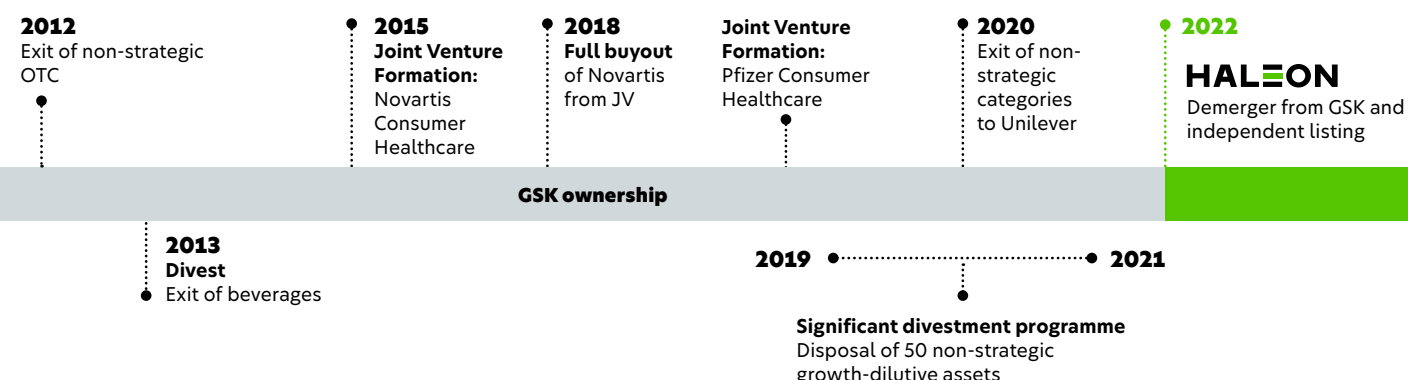 2012
Exit of non-strategic
OTC
2015
Joint Venture
Formation:
Novartis
Consumer
Healthcare
2018
Full buyout
of Novartis
from JV
Joint Venture
Formation:
Pfizer Consumer
Healthcare
2020
Exit of non-
strategic
categories
to Unilever
2022
HALEON
Demerger from GSK and
independent listing
GSK ownership
2013
Divest
Exit of beverages
2019
2021
Significant divestment programme
Disposal of 50 non-strategic
growth-dilutive assets